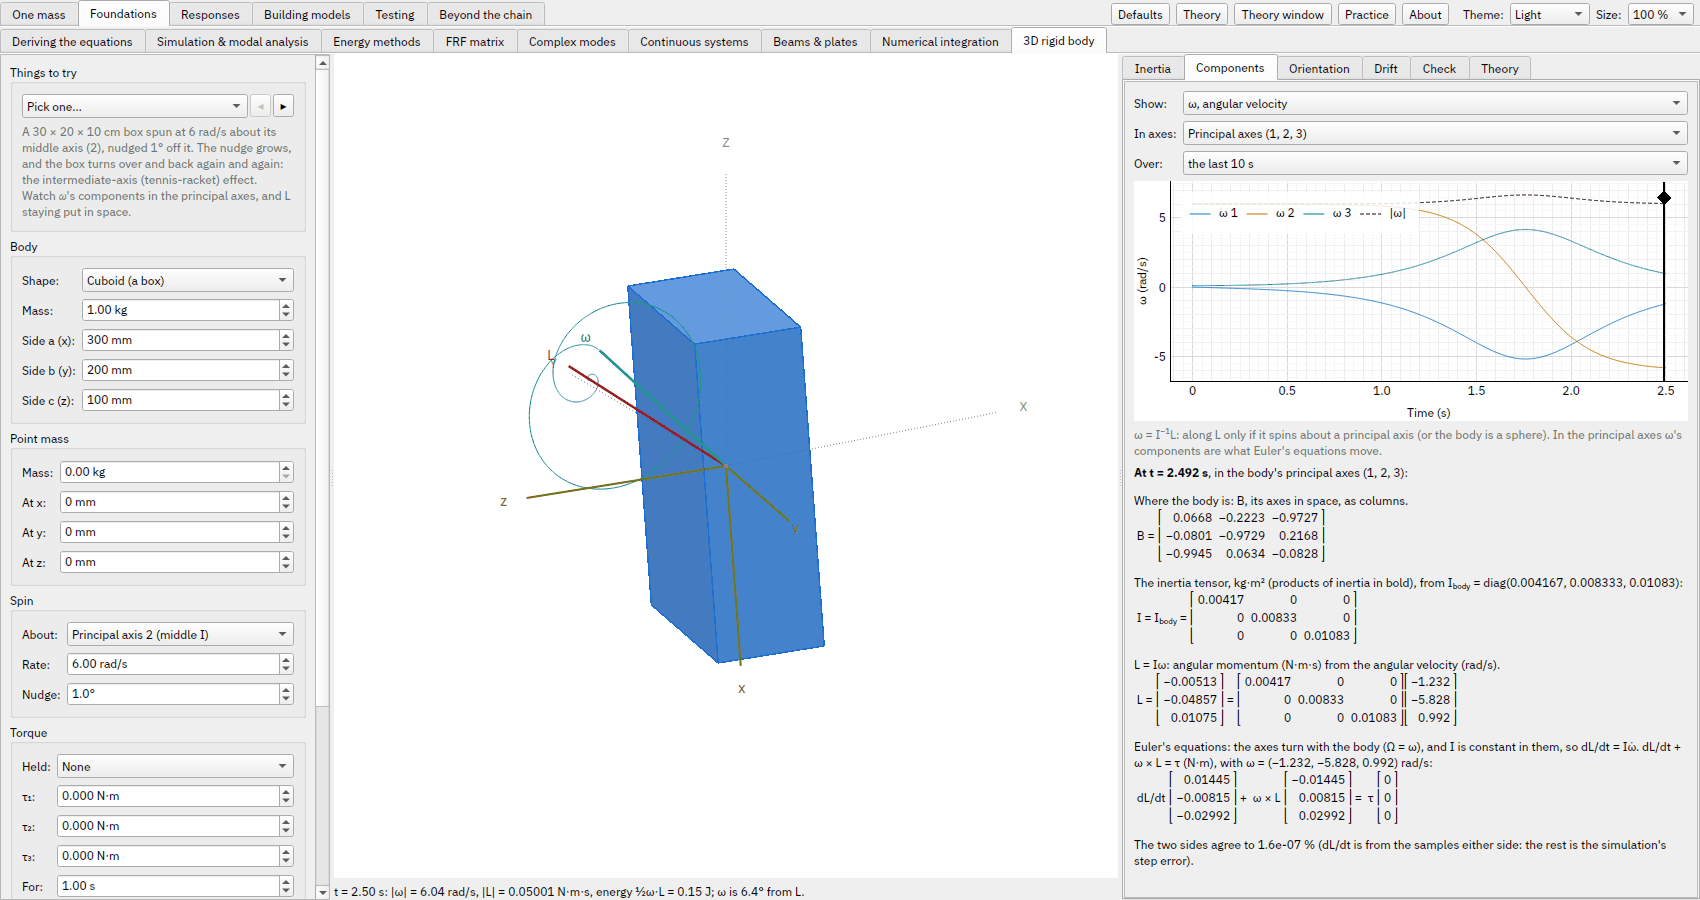 One mass
Foundations
Responses
Building models
Testing
Beyond the chain
Defaults
Theory
Theory window
Practice
About
Theme:
Light
Size:
100 %
Deriving the equations
Simulation & modal analysis
Energy methods
FRF matrix
Complex modes
Continuous systems
Beams & plates
Numerical integration
3D rigid body
Things to try
Pick one...
A 30 × 20 × 10 cm box spun at 6 rad/s about its
middle axis (2), nudged 1° off it. The nudge grows,
and the box turns over and back again and again:
the intermediate-axis (tennis-racket) effect.
Watch ω's components in the principal axes, and L
staying put in space.
Body
Shape: Cuboid (a box)
Mass: 1.00 kg
Side a (x): 300 mm
Side b (y): 200 mm
Side c (z): 100 mm
Point mass
Mass: 0.00 kg
At x: 0 mm
At y: 0 mm
At z: 0 mm
Spin
About: Principal axis 2 (middle I)
Rate: 6.00 rad/s
Nudge: 1.0°
Torque
Held: None
τ₁: 0.000 N·m
τ₂: 0.000 N·m
τ₃: 0.000 N·m
For: 1.00 s
Z
X
ω
L
z
y
x
t = 2.50 s: |ω| = 6.04 rad/s, |L| = 0.05001 N·m·s, energy ½ω·L = 0.15 J; ω is 6.4° from L.
Inertia
Components
Orientation
Drift
Check
Theory
Show: ω, angular velocity
In axes: Principal axes (1, 2, 3)
Over: the last 10 s
ω 1 ω 2 ω 3 |ω|
5
0
-5
ω (rad/s)
0 0.5 1.0 1.5 2.0 2.5
Time (s)
ω = I⁻¹L: along L only if it spins about a principal axis (or the body is a sphere). In the principal axes ω's
components are what Euler's equations move.
At t = 2.492 s, in the body's principal axes (1, 2, 3):
Where the body is: B, its axes in space, as columns.
0.0668 −0.2223 −0.9727
B = −0.0801 −0.9729 0.2168
−0.9945 0.0634 −0.0828
The inertia tensor, kg·m² (products of inertia in bold), from I_body = diag(0.004167, 0.008333, 0.01083):
0.00417 0 0
I = I_body = 0 0.00833 0
0 0 0.01083
L = Iω: angular momentum (N·m·s) from the angular velocity (rad/s).
−0.00513 0.00417 0 0 −1.232
L = −0.04857 = 0 0.00833 0 −5.828
0.01075 0 0 0.01083 0.992
Euler's equations: the axes turn with the body (Ω = ω), and I is constant in them, so dL/dt = Iω̇. dL/dt +
ω × L = τ (N·m), with ω = (−1.232, −5.828, 0.992) rad/s:
0.01445 −0.01445 0
dL/dt −0.00815 + ω × L 0.00815 = τ 0
−0.02992 0.02992 0
The two sides agree to 1.6e-07 % (dL/dt is from the samples either side: the rest is the simulation's
step error).